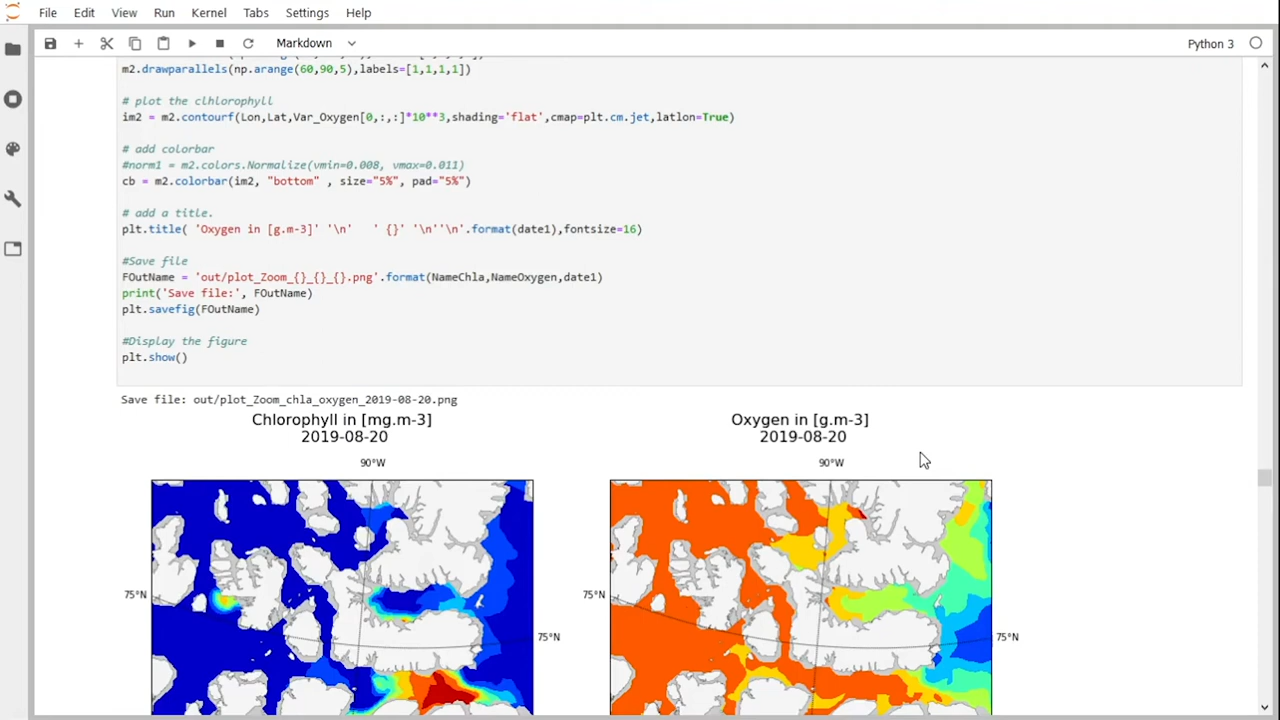 File Edit View Run Kernel Tabs Settings Help
Markdown
Python 3
m2.drawparallels(np.arange(60,90,5),labels=[1,1,1,1])
# plot the clhlorophyll
im2 = m2.contourf(Lon,Lat,Var_Oxygen[0,:,:]*10**3,shading='flat',cmap=plt.cm.jet,latlon=True)
# add colorbar
#norm1 = m2.colors.Normalize(vmin=0.008, vmax=0.011)
cb = m2.colorbar(im2, "bottom" , size="5%", pad="5%")
# add a title.
plt.title( 'Oxygen in [g.m-3]' '\n'   ' {}' '\n''\n'.format(date1),fontsize=16)
#Save file
FOutName = 'out/plot_Zoom_{}_{}_{}.png'.format(NameChla,NameOxygen,date1)
print('Save file:', FOutName)
plt.savefig(FOutName)
#Display the figure
plt.show()
Save file: out/plot_Zoom_chla_oxygen_2019-08-20.png
Chlorophyll in [mg.m-3]
2019-08-20
90°W
75°N
75°N
Oxygen in [g.m-3]
2019-08-20
90°W
75°N
75°N